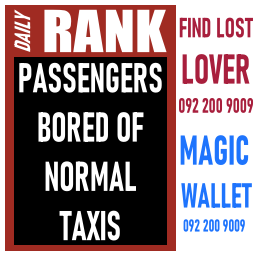 DAILY RANK
PASSENGERS
BORED OF
NORMAL
TAXIS
FIND LOST
LOVER
092 200 9009
MAGIC
WALLET
092 200 9009